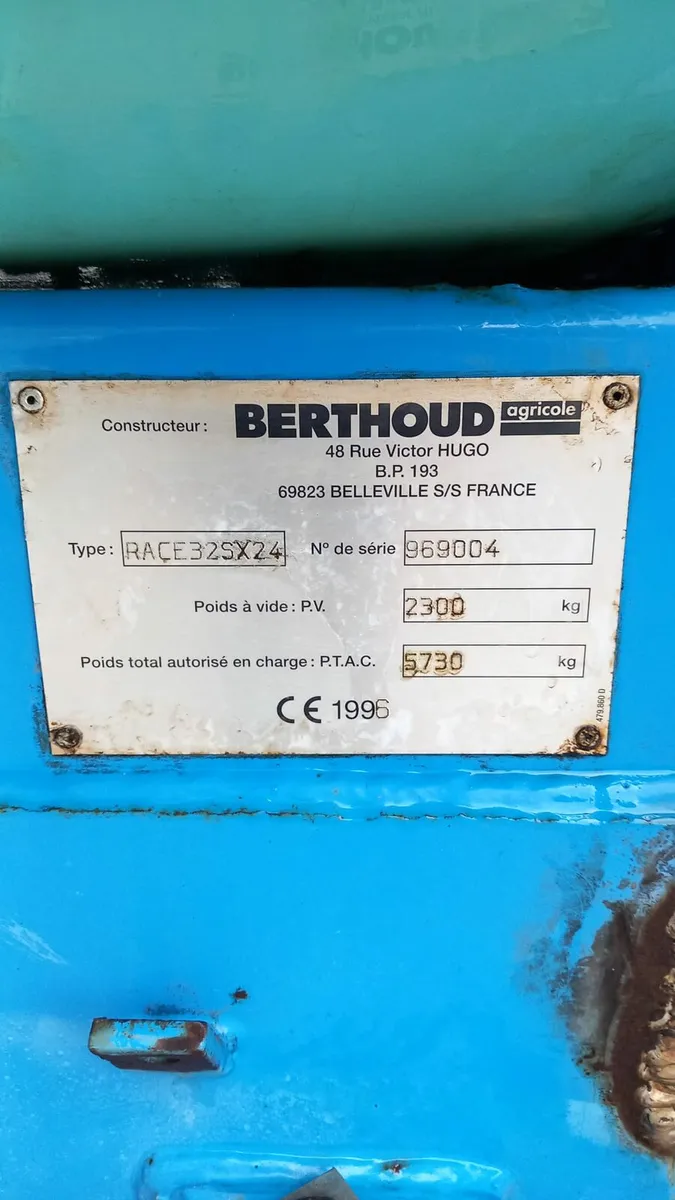 Constructeur : BERTHOUD agricole
48 Rue Victor HUGO
B.P. 193
69823 BELLEVILLE S/S FRANCE
Type : RACE32SX24 N° de série 969004
Poids à vide : P.V. 2300 kg
Poids total autorisé en charge : P.T.A.C. 5730 kg
CE 1996
479.860 D